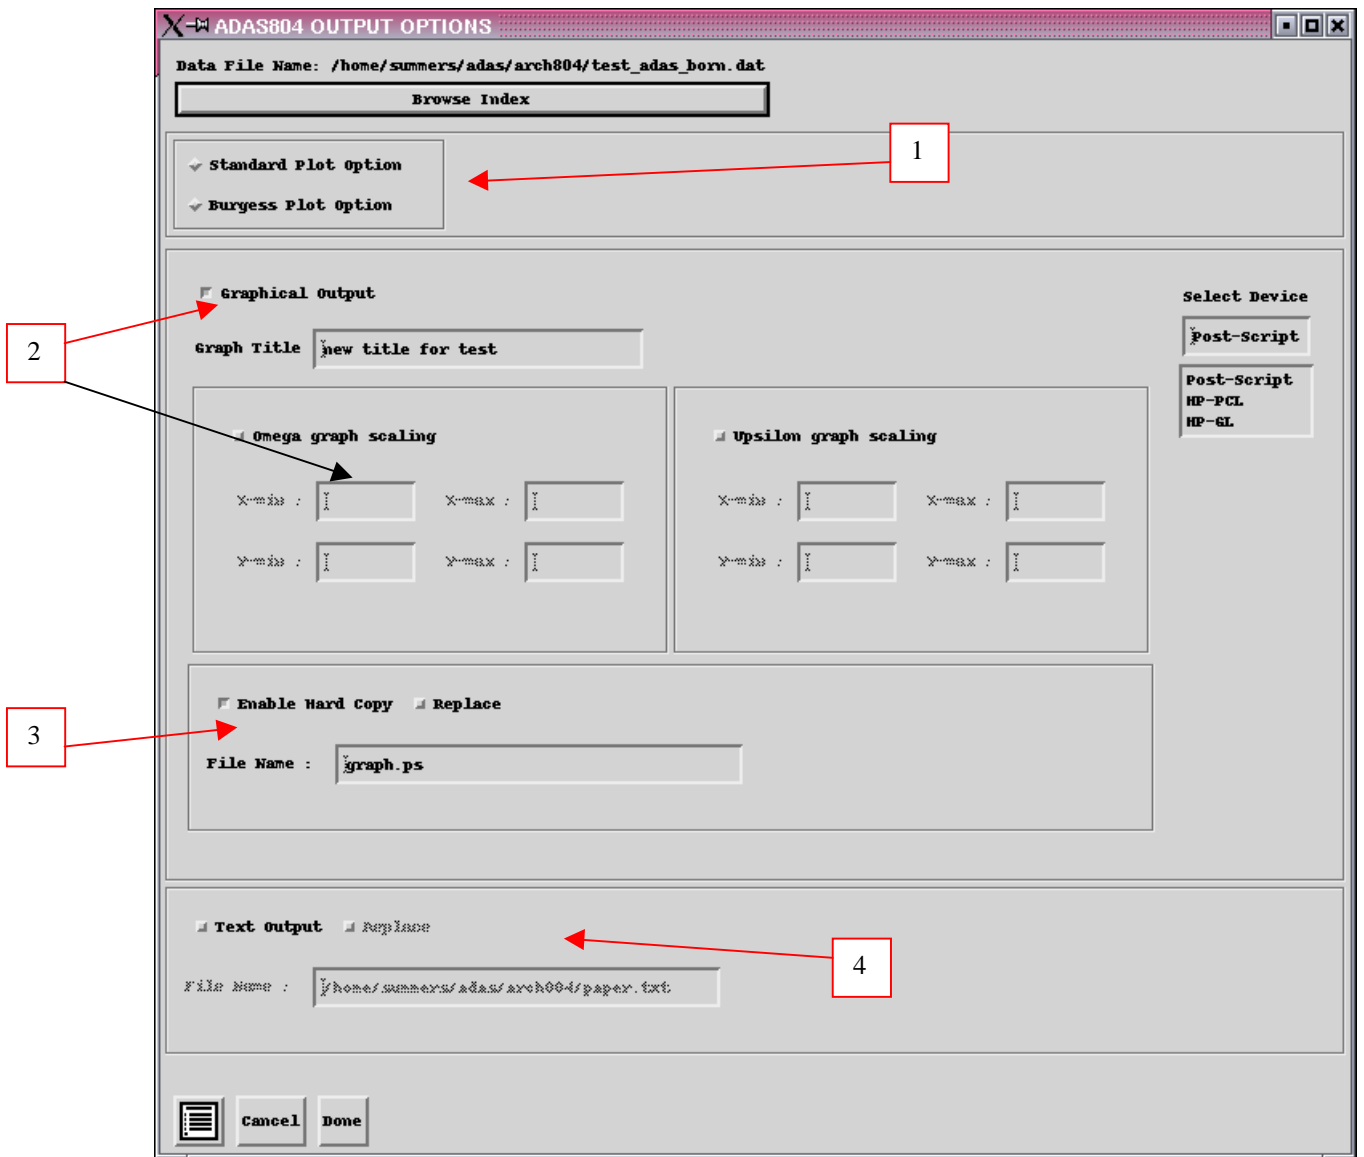 ADAS804 OUTPUT OPTIONS
Data File Name: /home/summers/adas/arch804/test_adas_born.dat
Browse Index
1
Standard Plot Option
Burgess Plot Option
Graphical Output
Select Device
2
Graph Title new title for test
Post-Script
Post-Script
HP-PCL
HP-GL
Omega graph scaling
Upsilon graph scaling
X-min : X-max :
X-min : X-max :
Y-min : Y-max :
Y-min : Y-max :
3
Enable Hard Copy Replace
File Name : graph.ps
Text Output Replace
4
File Name : /home/summers/adas/arch804/paper.txt
Cancel Done